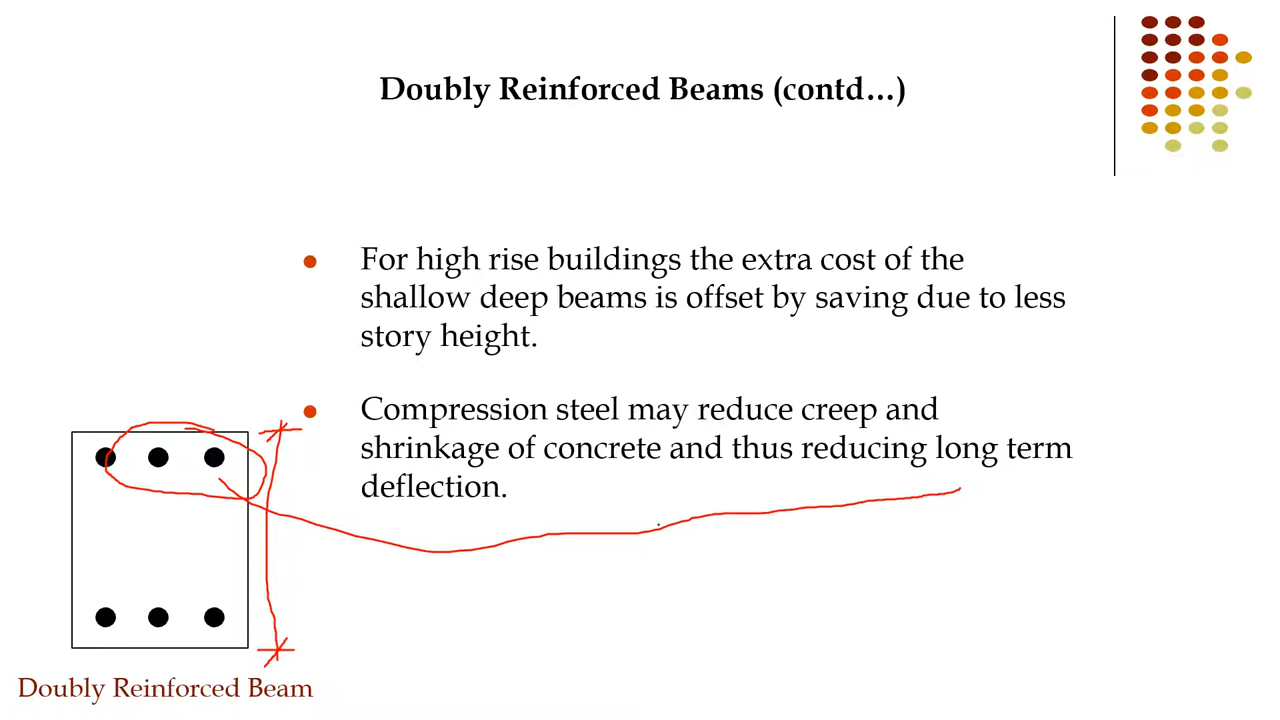 Doubly Reinforced Beams (contd…)
For high rise buildings the extra cost of the
shallow deep beams is offset by saving due to less
story height.
Compression steel may reduce creep and
shrinkage of concrete and thus reducing long term
deflection.
Doubly Reinforced Beam